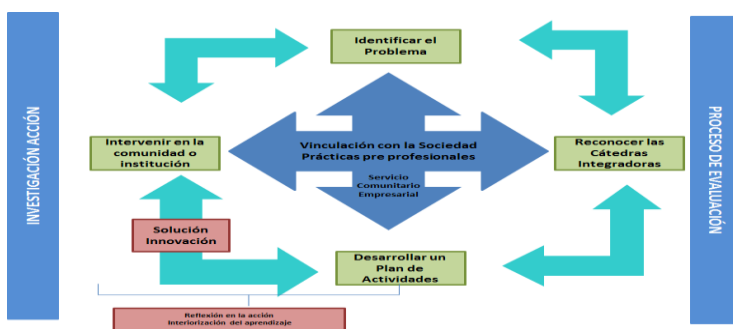 Identificar el
Problema
INVESTIGACIÓN ACCIÓN
PROCESO DE EVALUACIÓN
Intervenir en la
comunidad o
institución
Vinculación con la Sociedad
Prácticas pre profesionales
Servicio
Comunitario
Empresarial
Reconocer las
Cátedras
Integradoras
Solución
Innovación
Desarrollar un
Plan de
Actividades
Reflexión en la acción
Interiorización del aprendizaje